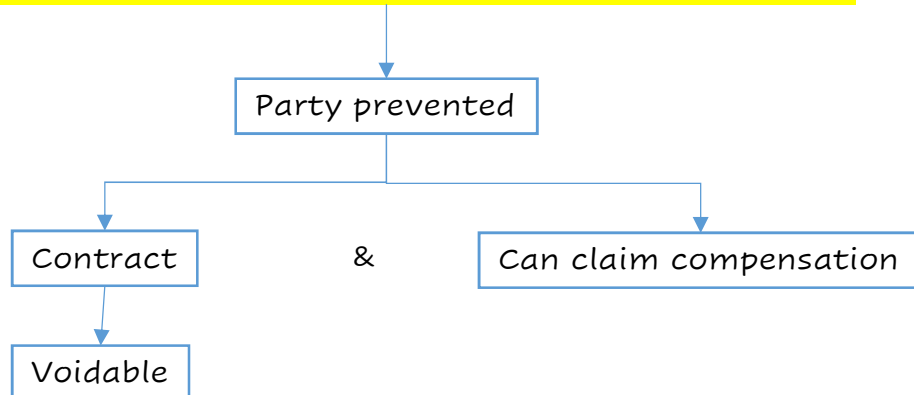 Party prevented
Contract
&
Can claim compensation
Voidable